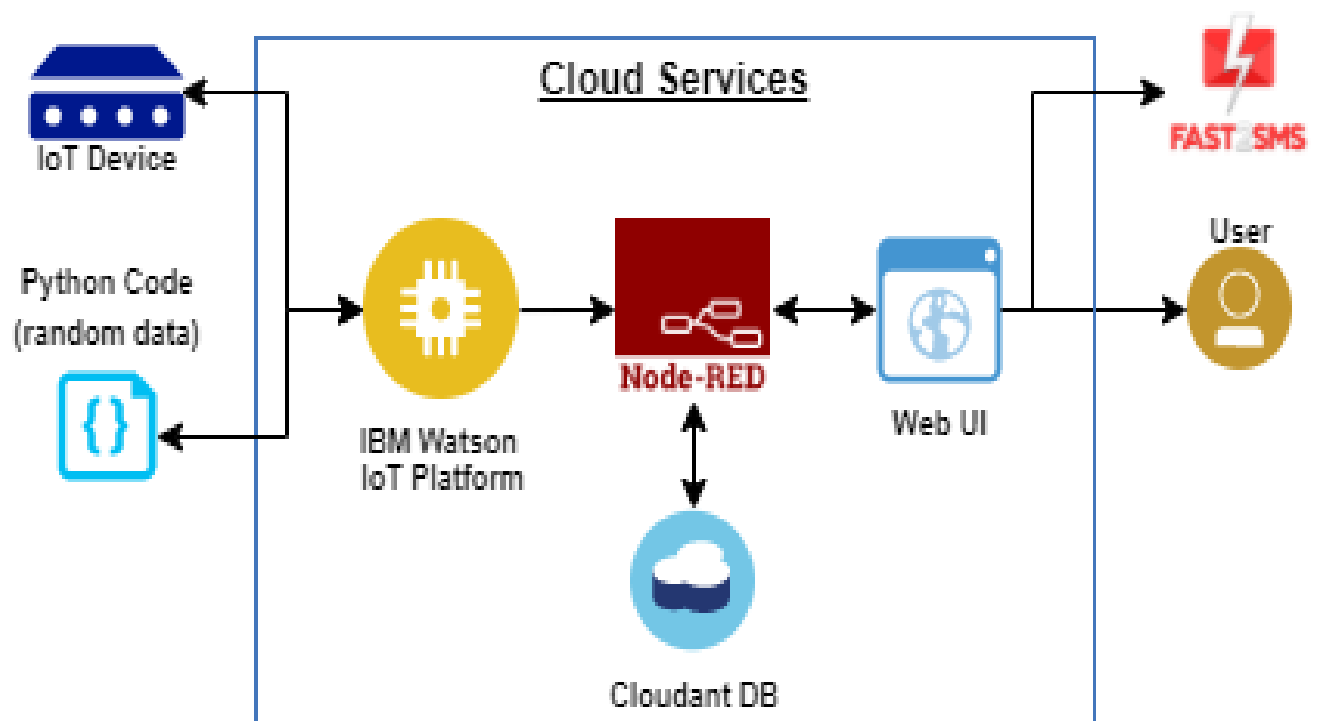 Cloud Services
FAST2SMS
IoT Device
User
Python Code
(random data)
{}
Node-RED
Web UI
IBM Watson
IoT Platform
Cloudant DB